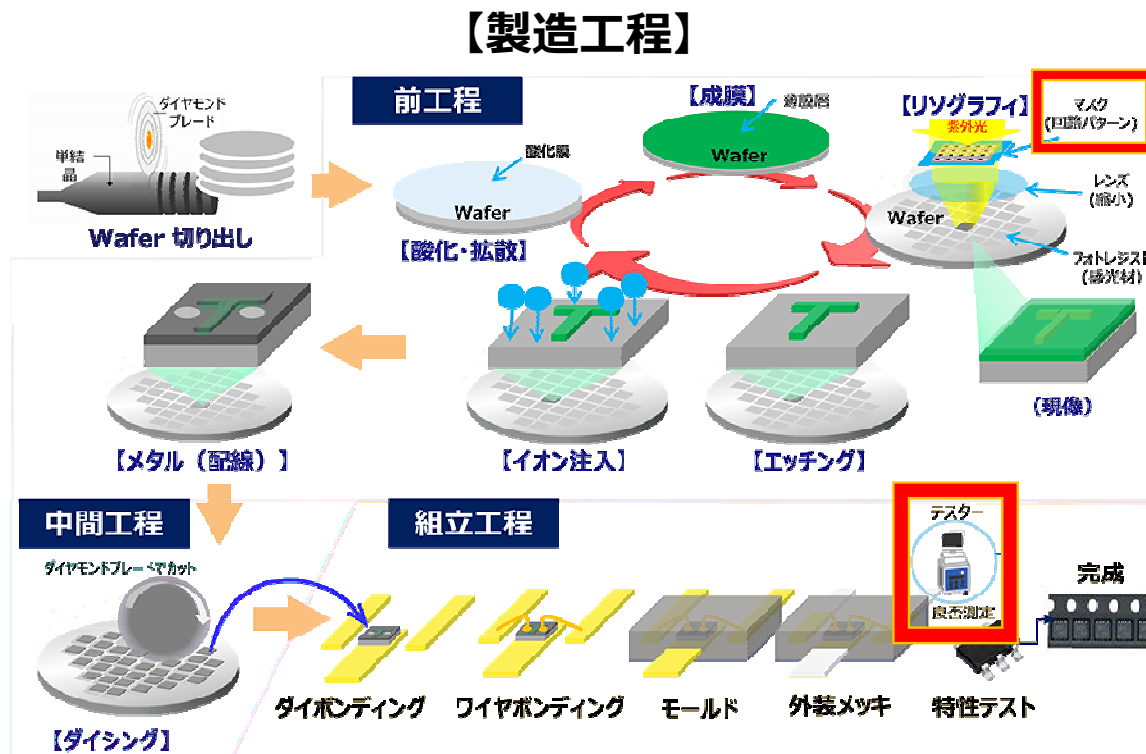 【製造工程】
ダイヤモンド
ブレード
単結
晶
Wafer 切り出し
前工程
酸化膜
Wafer
【酸化・拡散】
【成膜】
薄膜層
Wafer
【リソグラフィ】
紫外光
マスク
(回路パターン)
レンズ
(縮小)
Wafer
フォトレジスト
(感光材)
(現像)
【メタル（配線）】
【イオン注入】
【エッチング】
中間工程
ダイヤモンドブレードでカット
【ダイシング】
組立工程
ダイボンディング
ワイヤボンディング
モールド
外装メッキ
テスター
良否測定
特性テスト
完成